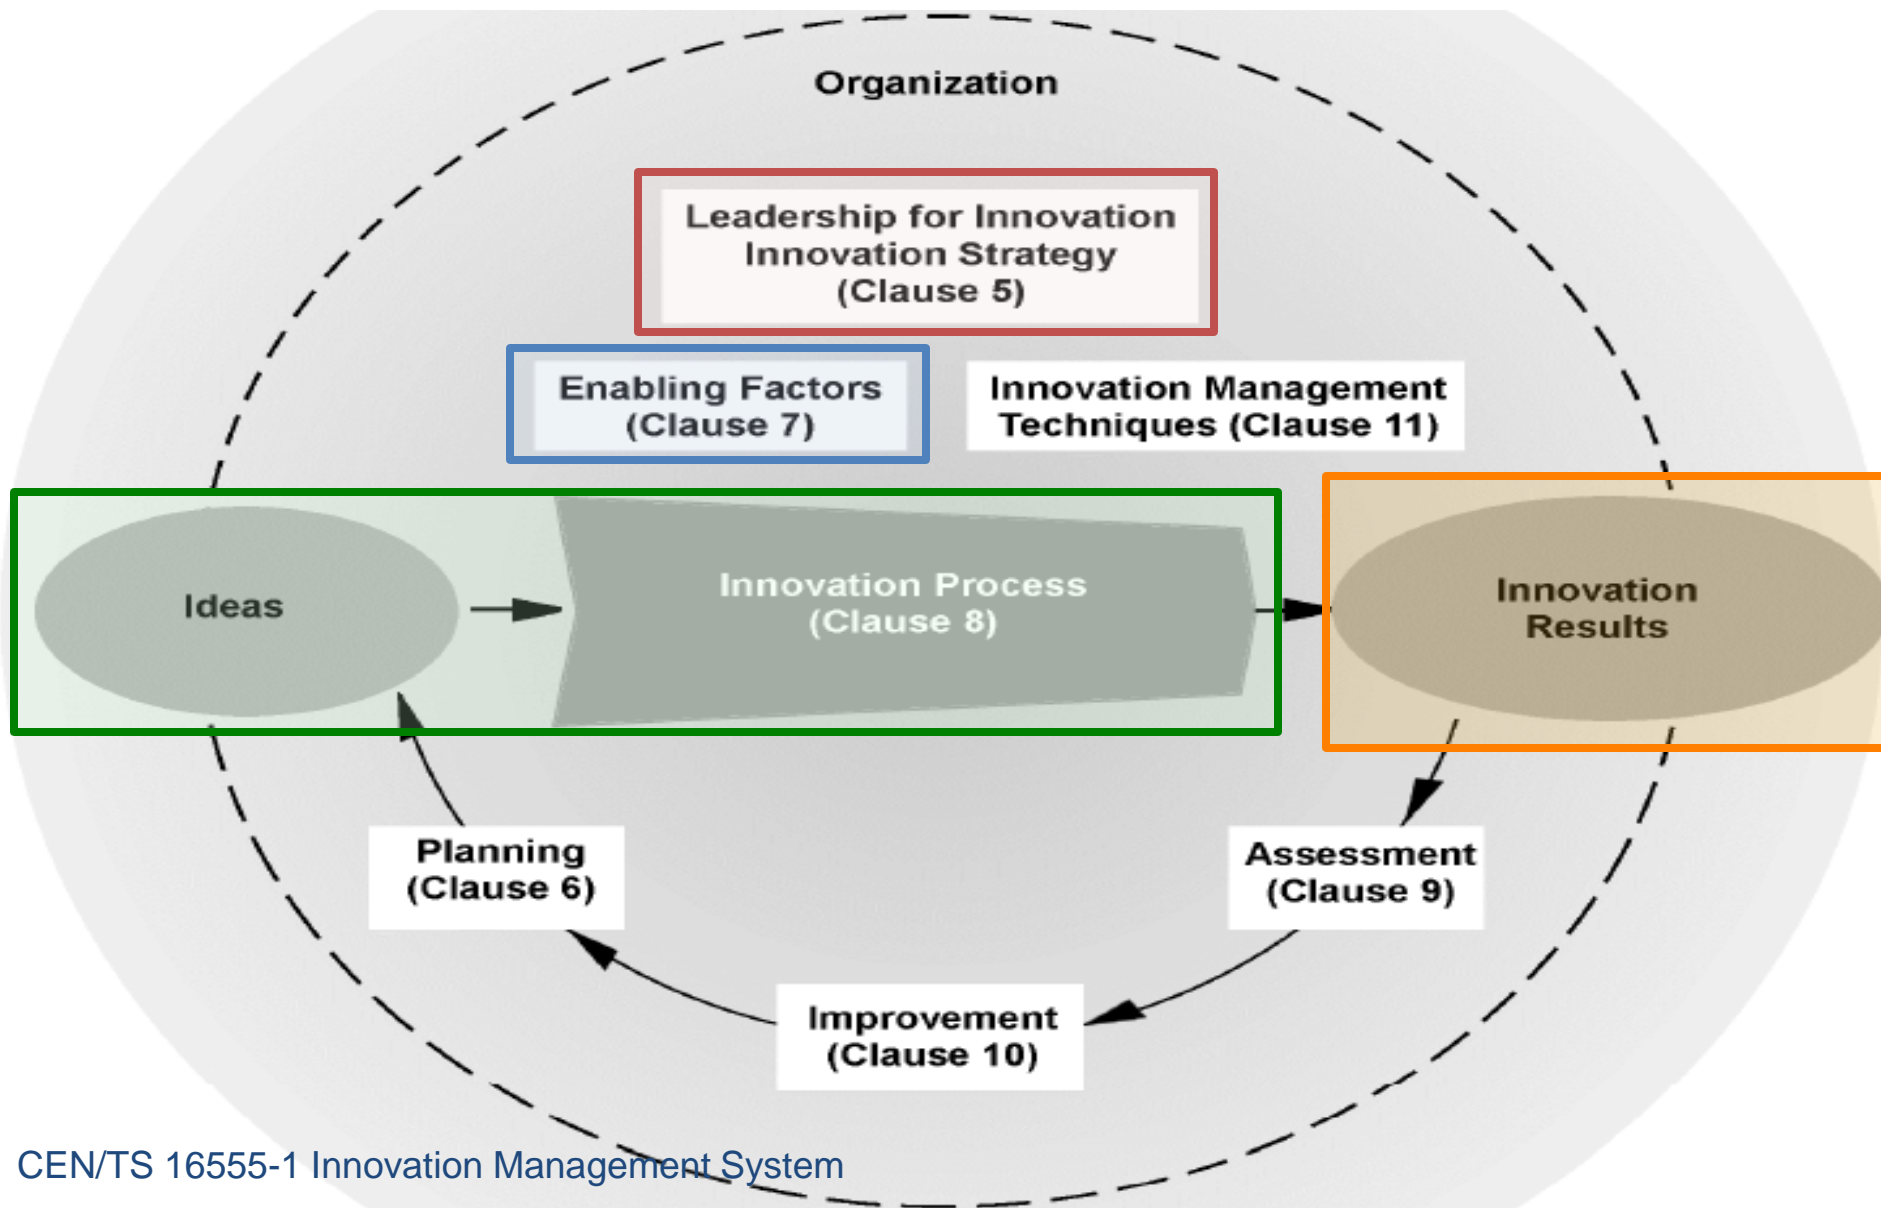 Organization
Leadership for Innovation
Innovation Strategy
(Clause 5)
Enabling Factors
(Clause 7)
Innovation Management
Techniques (Clause 11)
Ideas
Innovation Process
(Clause 8)
Innovation
Results
Planning
(Clause 6)
Assessment
(Clause 9)
Improvement
(Clause 10)
CEN/TS 16555-1 Innovation Management System